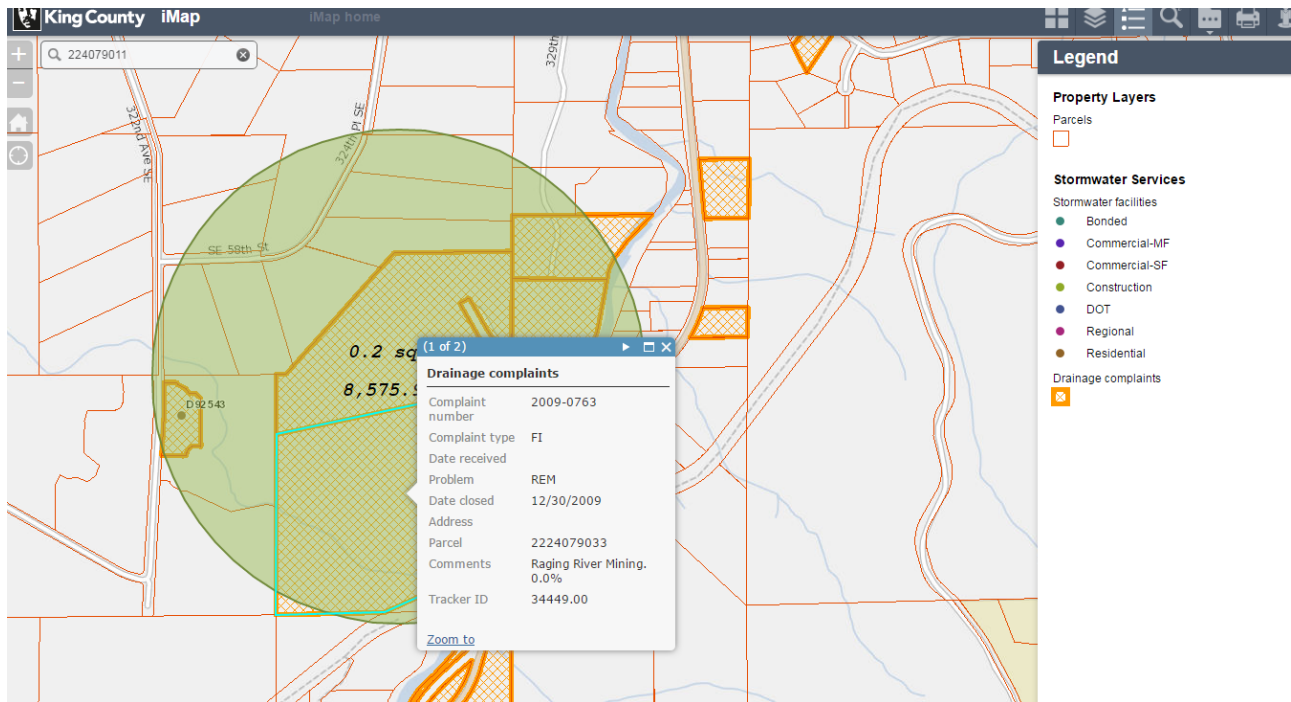 King County iMap
iMap home
224079011
Legend
Property Layers
Parcels
Stormwater Services
Stormwater facilities
Bonded
Commercial-MF
Commercial-SF
Construction
DOT
Regional
Residential
Drainage complaints
322nd Ave SE
324th Pl SE
329th
SE 58th St
D92543
0.2 sq
8,575.9
(1 of 2)
Drainage complaints
Complaint number 2009-0763
Complaint type FI
Date received
Problem REM
Date closed 12/30/2009
Address
Parcel 2224079033
Comments Raging River Mining.
0.0%
Tracker ID 34449.00
Zoom to